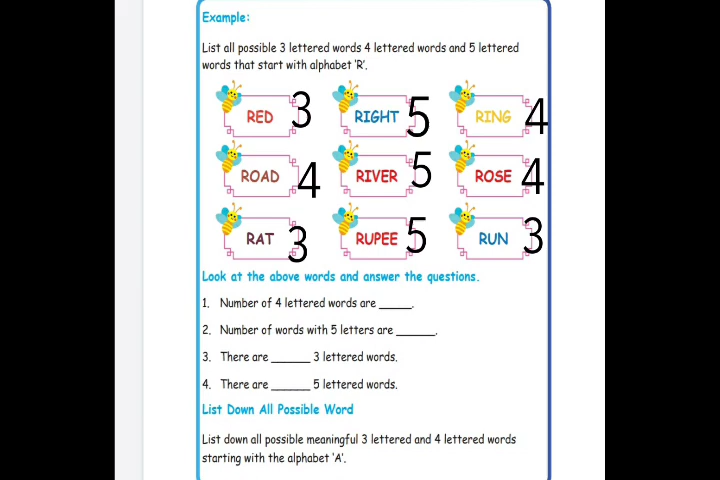 Example:
List all possible 3 lettered words 4 lettered words and 5 lettered
words that start with alphabet 'R'.
RED 3 RIGHT 5 RING 4
ROAD 4 RIVER 5 ROSE 4
RAT 3 RUPEE 5 RUN 3
Look at the above words and answer the questions.
1. Number of 4 lettered words are _____.
2. Number of words with 5 letters are ______.
3. There are ______ 3 lettered words.
4. There are ______ 5 lettered words.
List Down All Possible Word
List down all possible meaningful 3 lettered and 4 lettered words
starting with the alphabet 'A'.